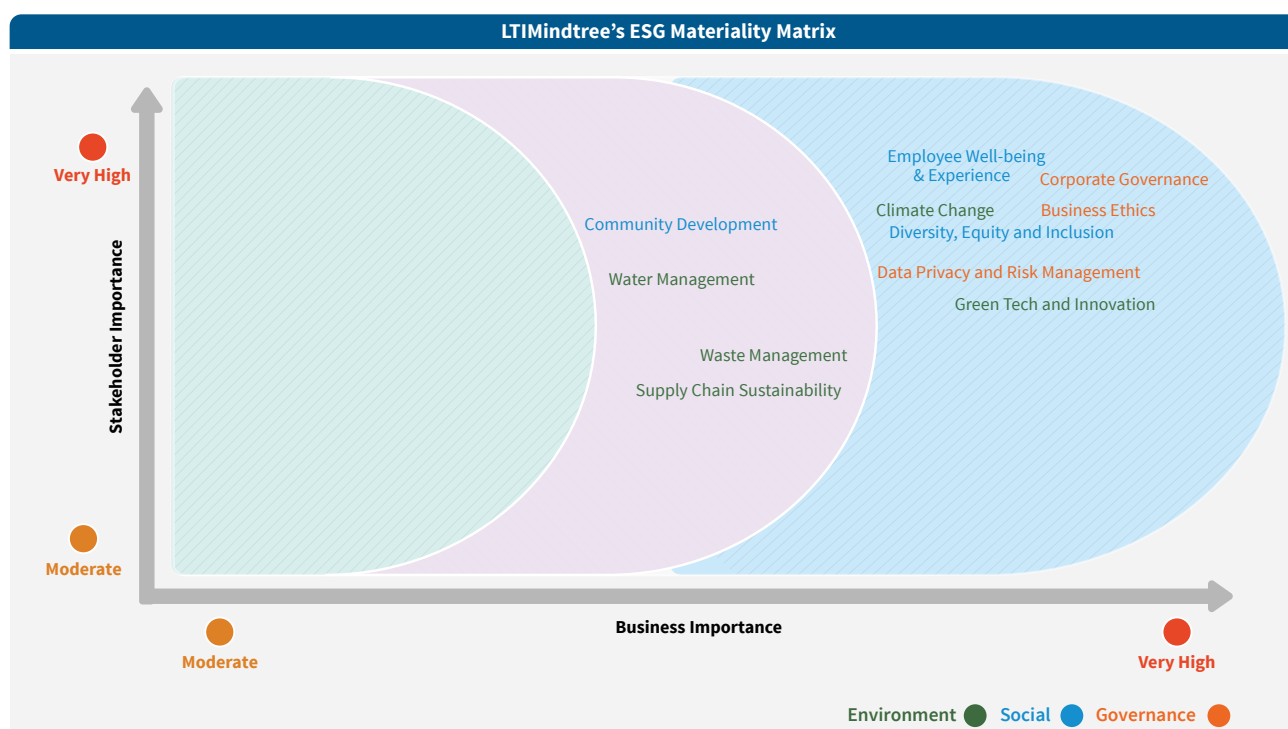 LTIMindtree’s ESG Materiality Matrix
Very High
Stakeholder Importance
Moderate
Employee Well-being
& Experience
Corporate Governance
Climate Change
Business Ethics
Community Development
Diversity, Equity and Inclusion
Data Privacy and Risk Management
Water Management
Green Tech and Innovation
Waste Management
Supply Chain Sustainability
Business Importance
Moderate
Very High
Environment
Social
Governance